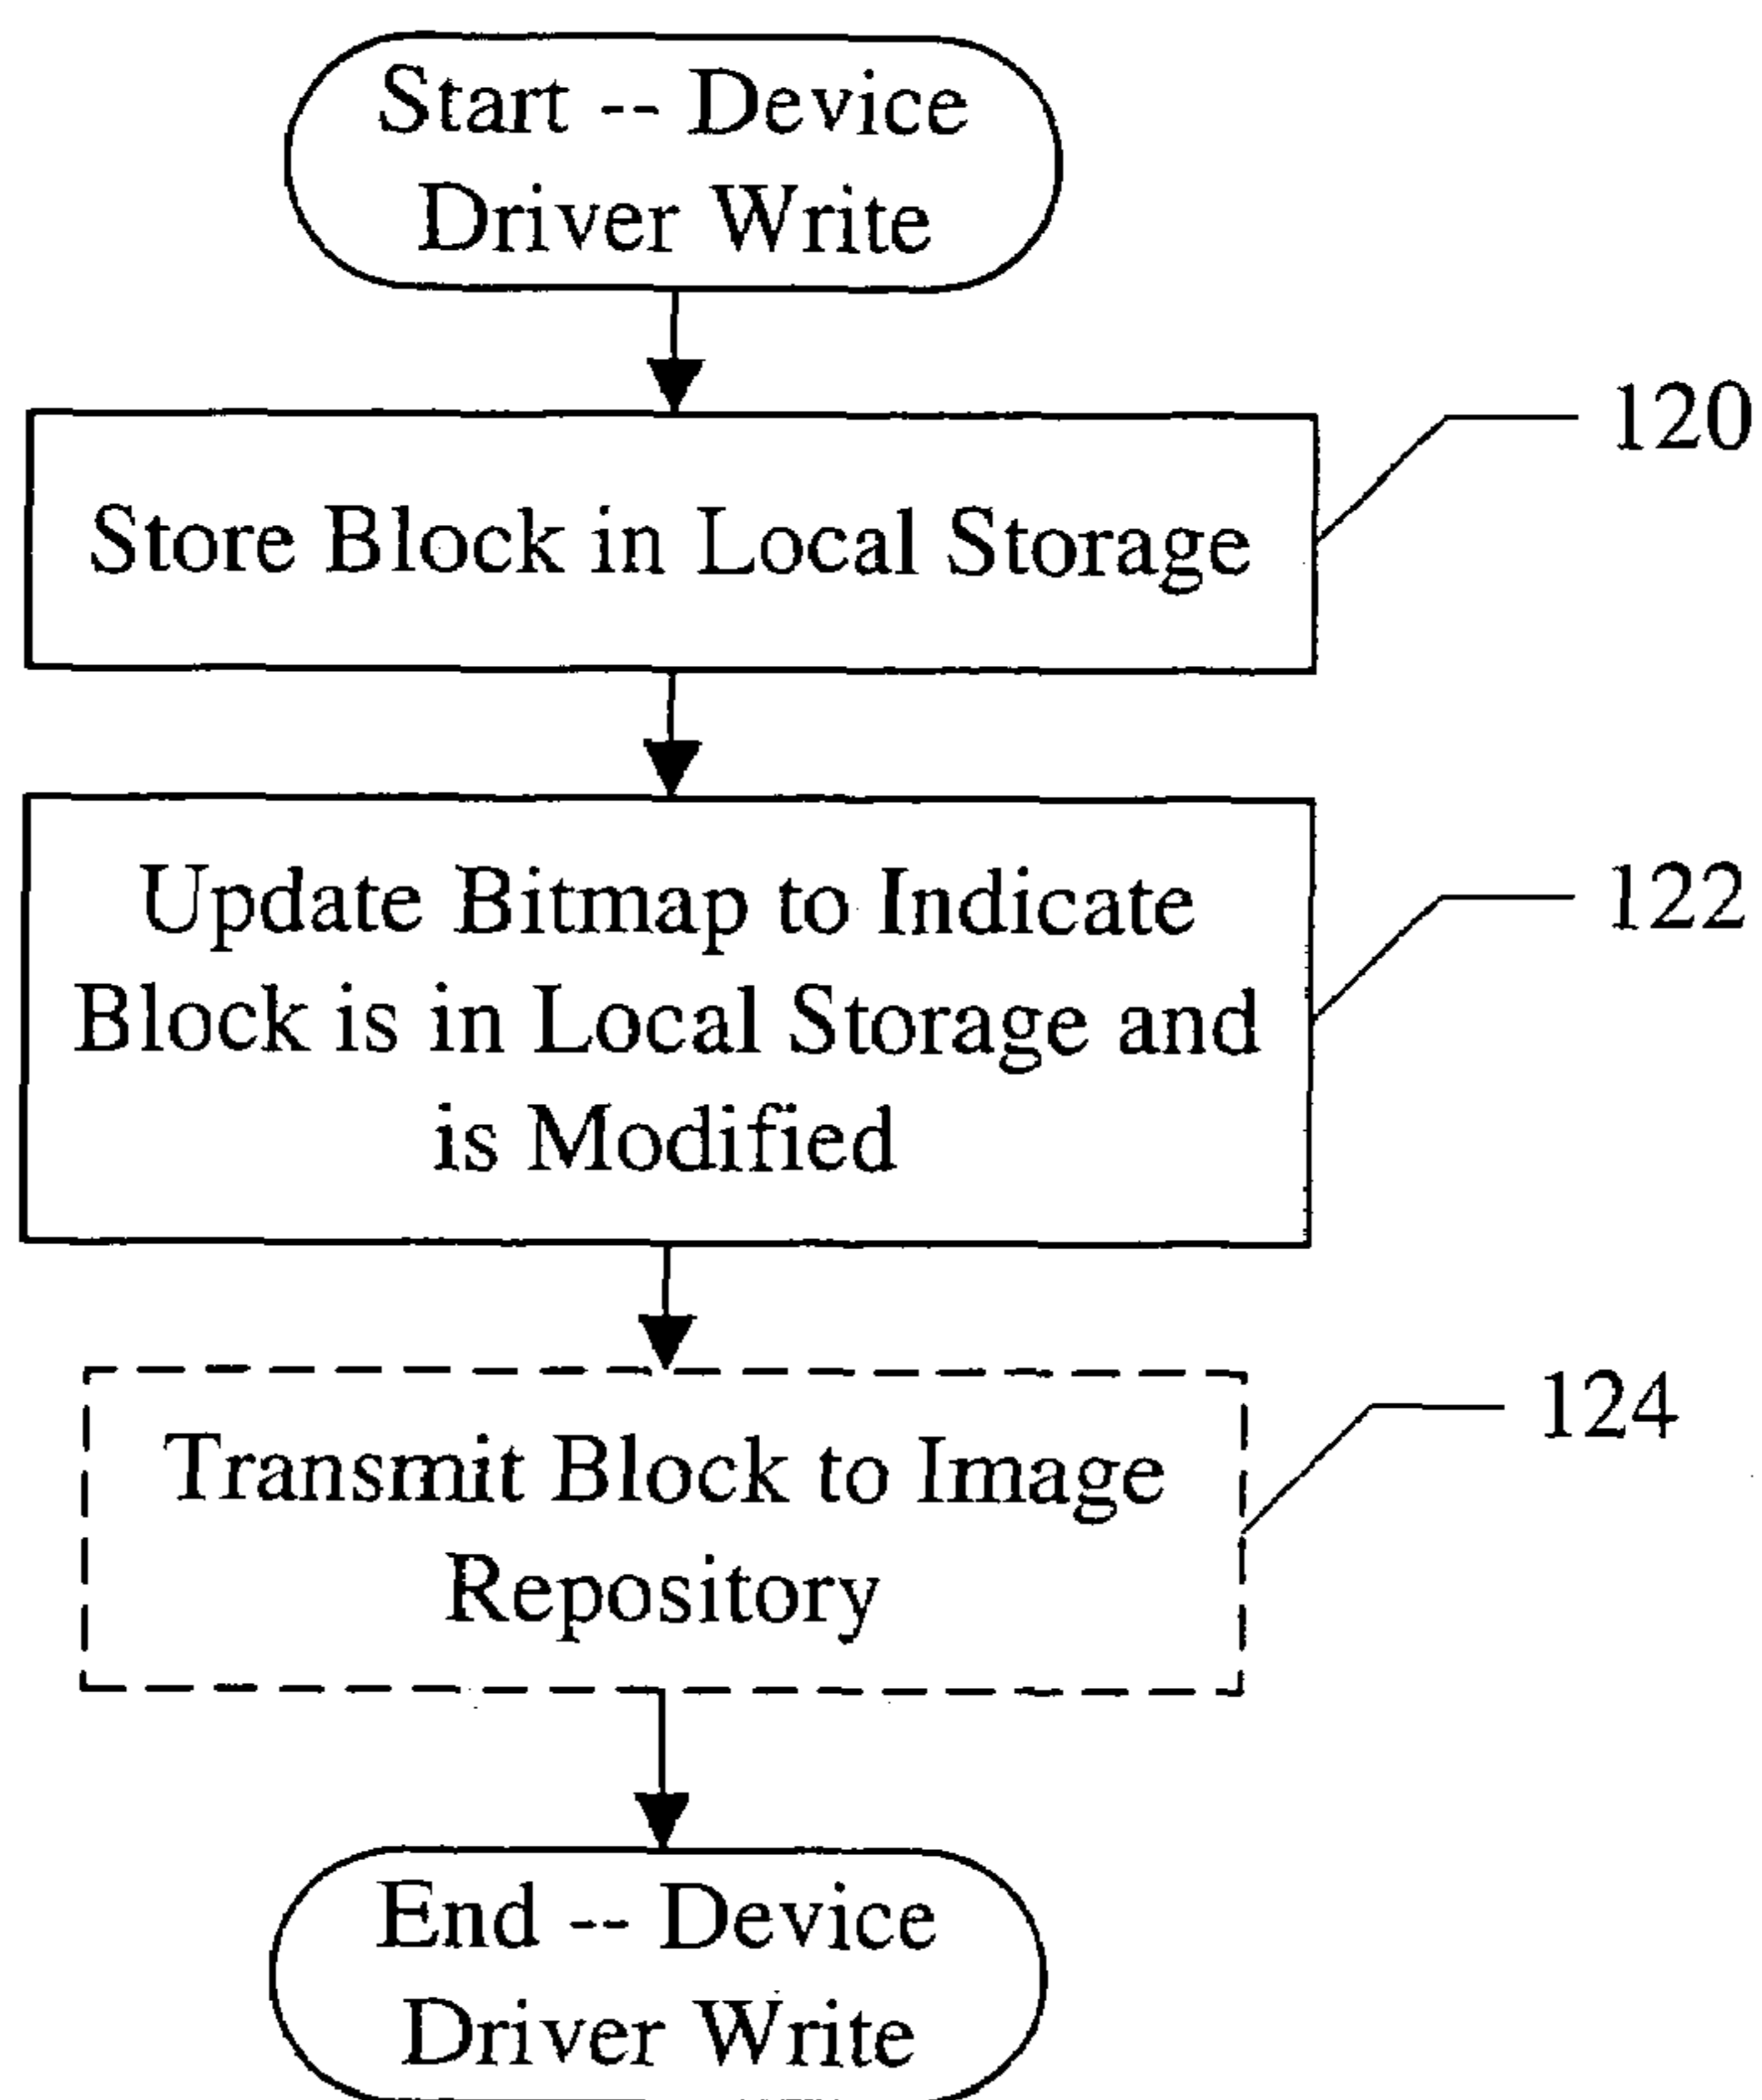 Start -- Device
Driver Write
120
Store Block in Local Storage
122
Update Bitmap to Indicate
Block is in Local Storage and
is Modified
124
Transmit Block to Image
Repository
End -- Device
Driver Write